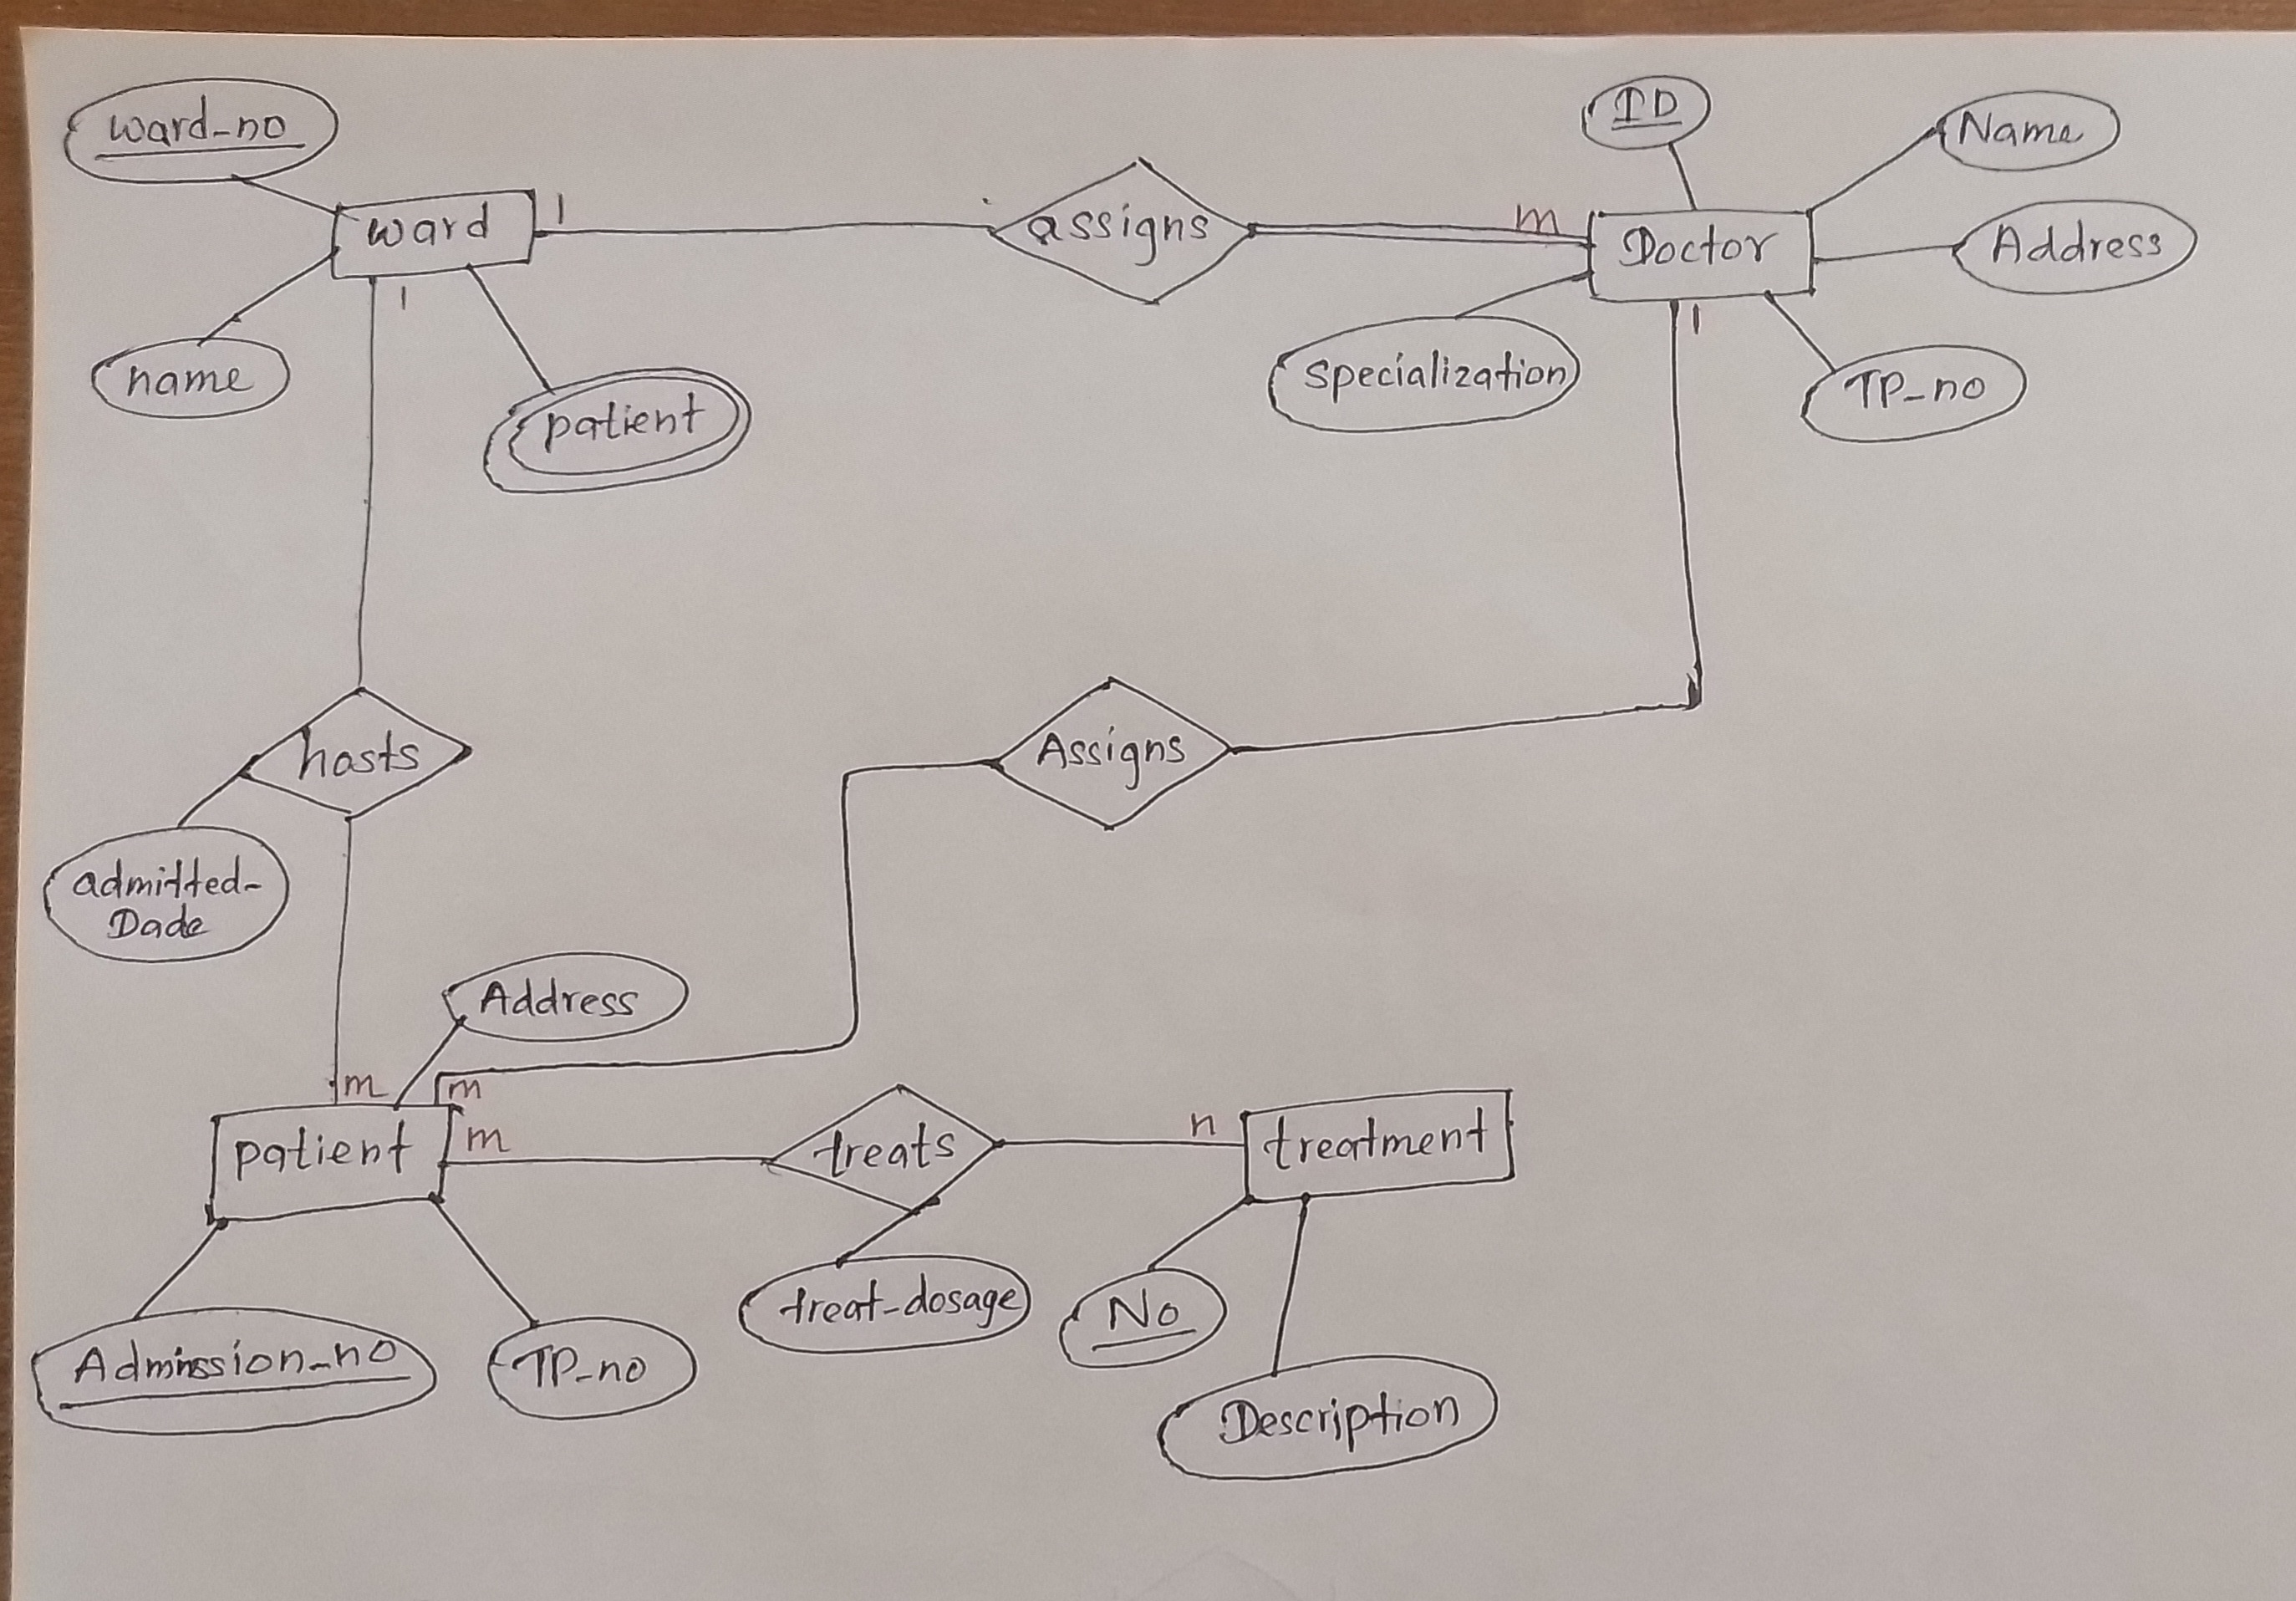 ID
Name
ward-no
1
assigns
m
ward
Doctor
Address
1
1
name
patient
specialization
TP-no
hosts
Assigns
admitted-
Dade
Address
m
m
patient
m
treats
n
treatment
treat-dosage
No
Admission-no
TP-no
Description